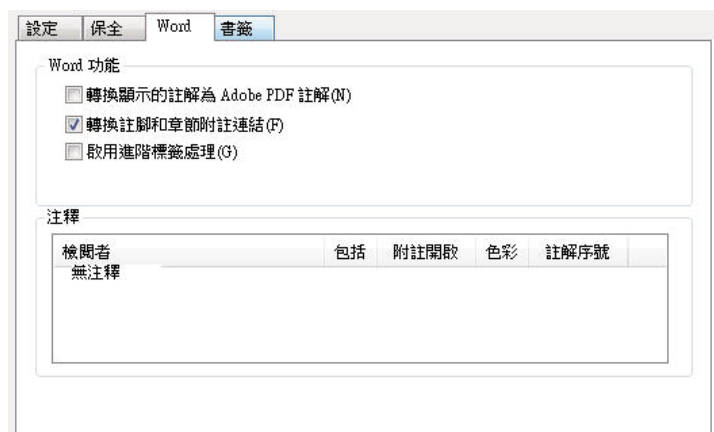 設定 保全 Word 書籤
Word 功能
轉換顯示的註解為 Adobe PDF 註解(N)
轉換註腳和章節附註連結(F)
啟用進階標籤處理(G)
注釋
檢閱者 包括 附註開啟 色彩 註解序號
無注釋